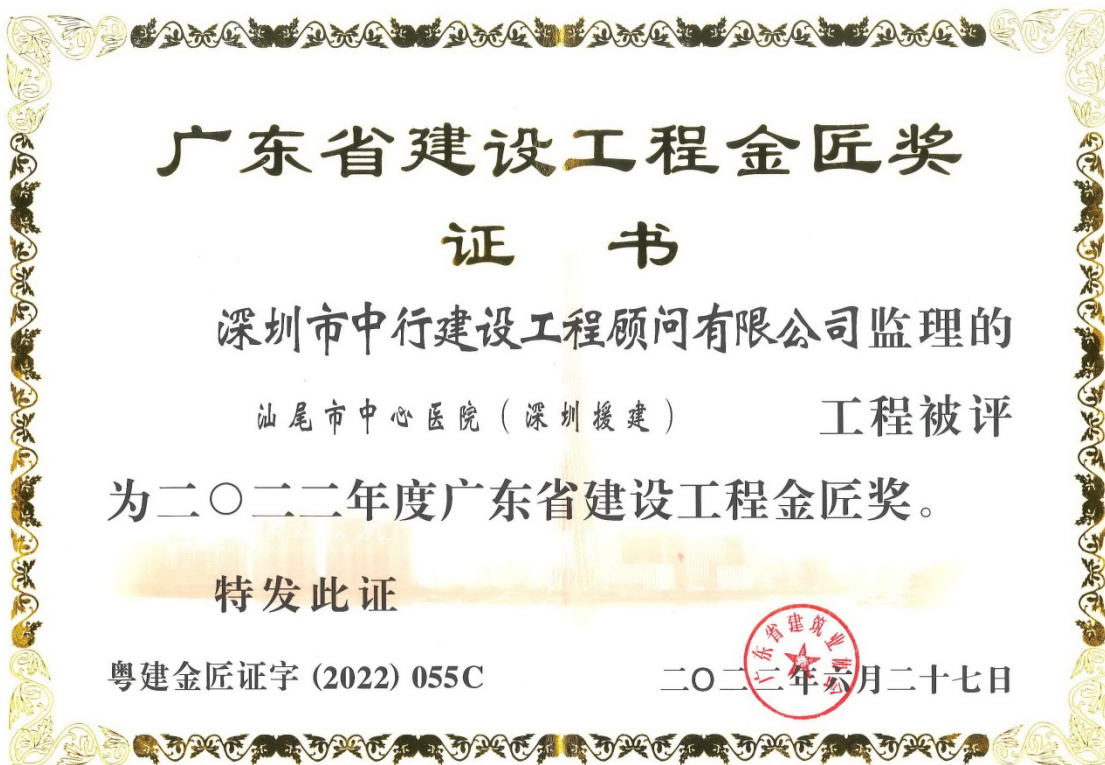 广东省建设工程金匠奖
证书
深圳市中行建设工程顾问有限公司监理的
汕尾市中心医院（深圳援建） 工程被评
为二〇二二年度广东省建设工程金匠奖。
特发此证
粤建金匠证字 (2022) 055C
二〇二二年六月二十七日
广东省建筑业协会